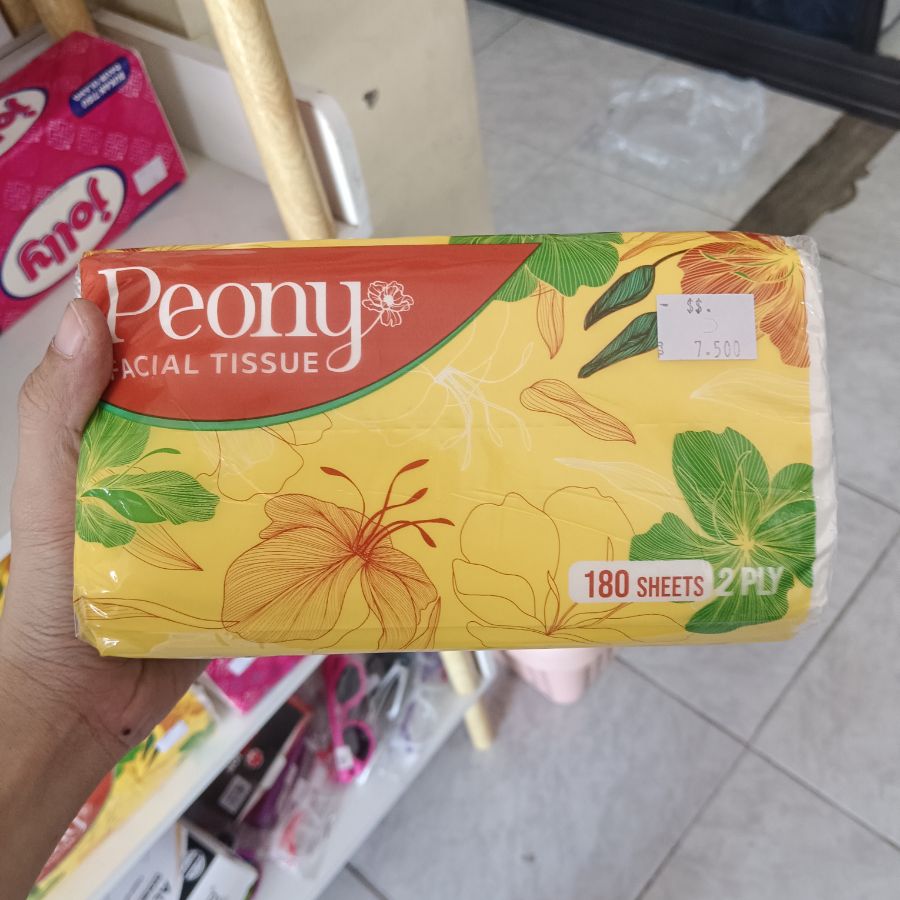 Peony
FACIAL TISSUE
$$.
7.500
180 SHEETS 2 PLY
jolly